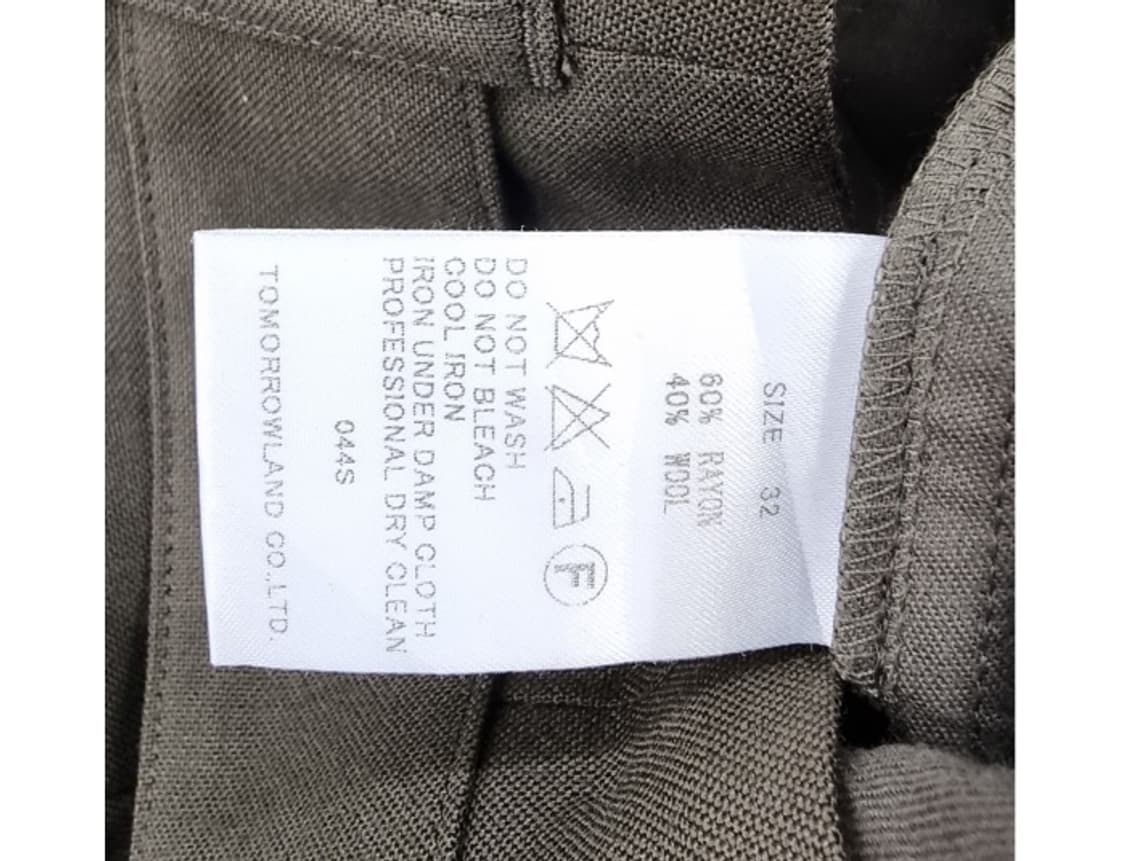 SIZE 32
60% RAYON
40% WOOL
F
DO NOT WASH
DO NOT BLEACH
COOL IRON
IRON UNDER DAMP CLOTH
PROFESSIONAL DRY CLEAN
044S
TOMORROWLAND CO.,LTD.